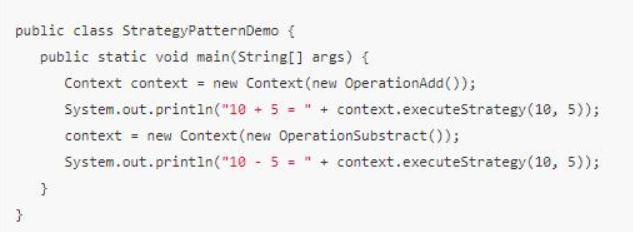 public class StrategyPatternDemo {
public static void main(String[] args) {
Context context = new Context(new OperationAdd());
System.out.println("10 + 5 = " + context.executeStrategy(10, 5));
context = new Context(new OperationSubstract());
System.out.println("10 - 5 = " + context.executeStrategy(10, 5));
}
}